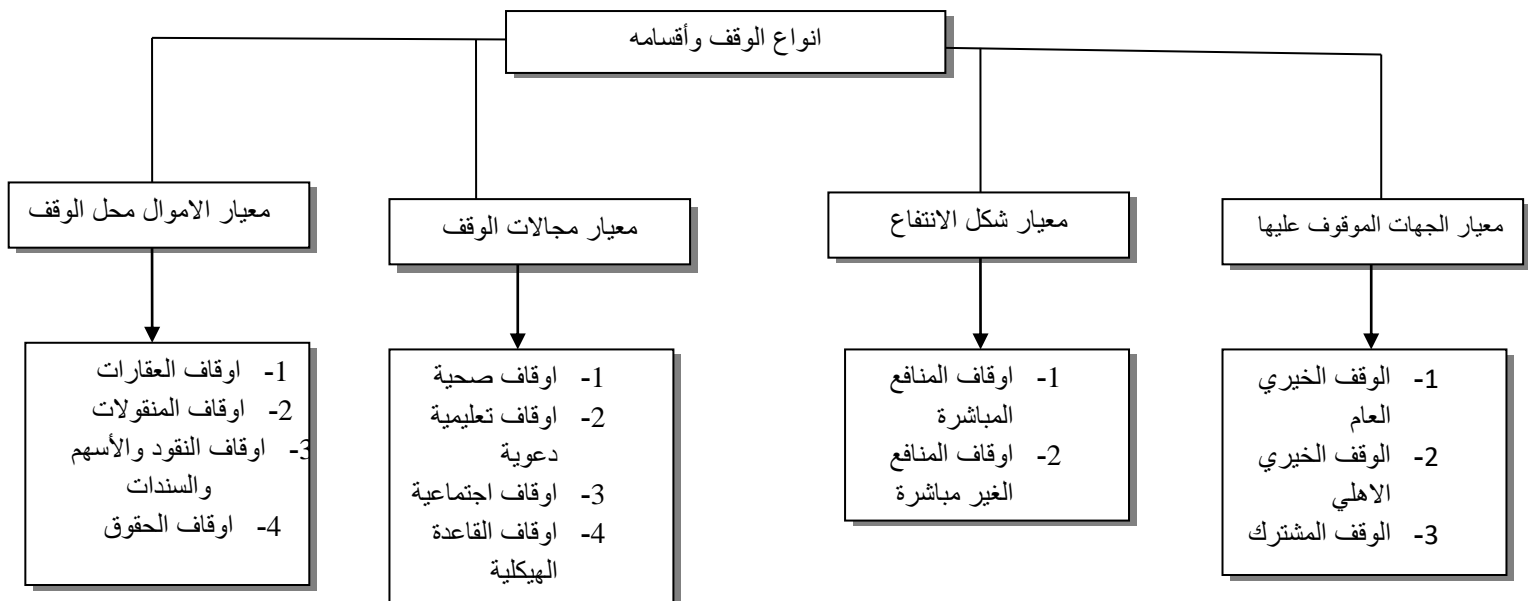 انواع الوقف وأقسامه
معيار الجهات الموقوف عليها
معيار شكل الانتفاع
معيار مجالات الوقف
معيار الاموال محل الوقف
1- الوقف الخيري
العام
2- الوقف الخيري
الاهلي
3- الوقف المشترك
1- اوقاف المنافع
المباشرة
2- اوقاف المنافع
الغير مباشرة
1- اوقاف صحية
2- اوقاف تعليمية
دعوية
3- اوقاف اجتماعية
4- اوقاف القاعدة
الهيكلية
1- اوقاف العقارات
2- اوقاف المنقولات
3- اوقاف النقود والأسهم
والسندات
4- اوقاف الحقوق